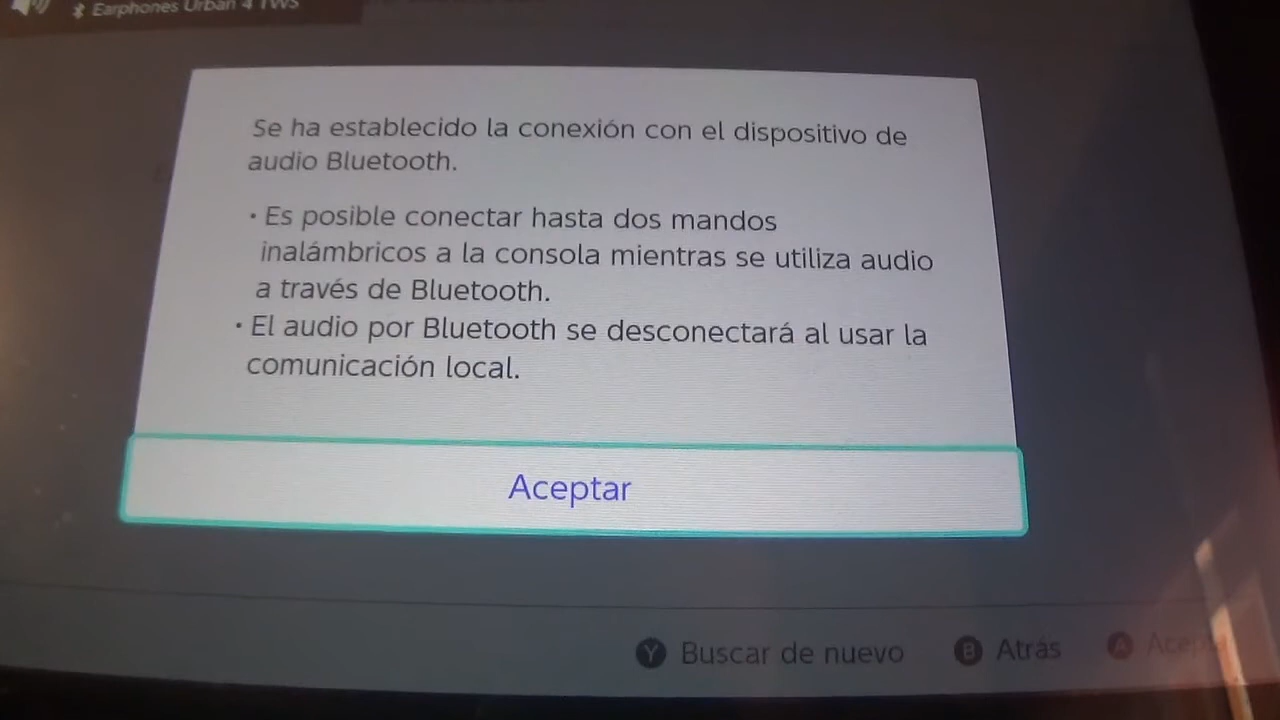 Earphones Urban 4 TWS
Se ha establecido la conexión con el dispositivo de
audio Bluetooth.
• Es posible conectar hasta dos mandos
inalámbricos a la consola mientras se utiliza audio
a través de Bluetooth.
• El audio por Bluetooth se desconectará al usar la
comunicación local.
Aceptar
Y Buscar de nuevo B Atrás A Aceptar